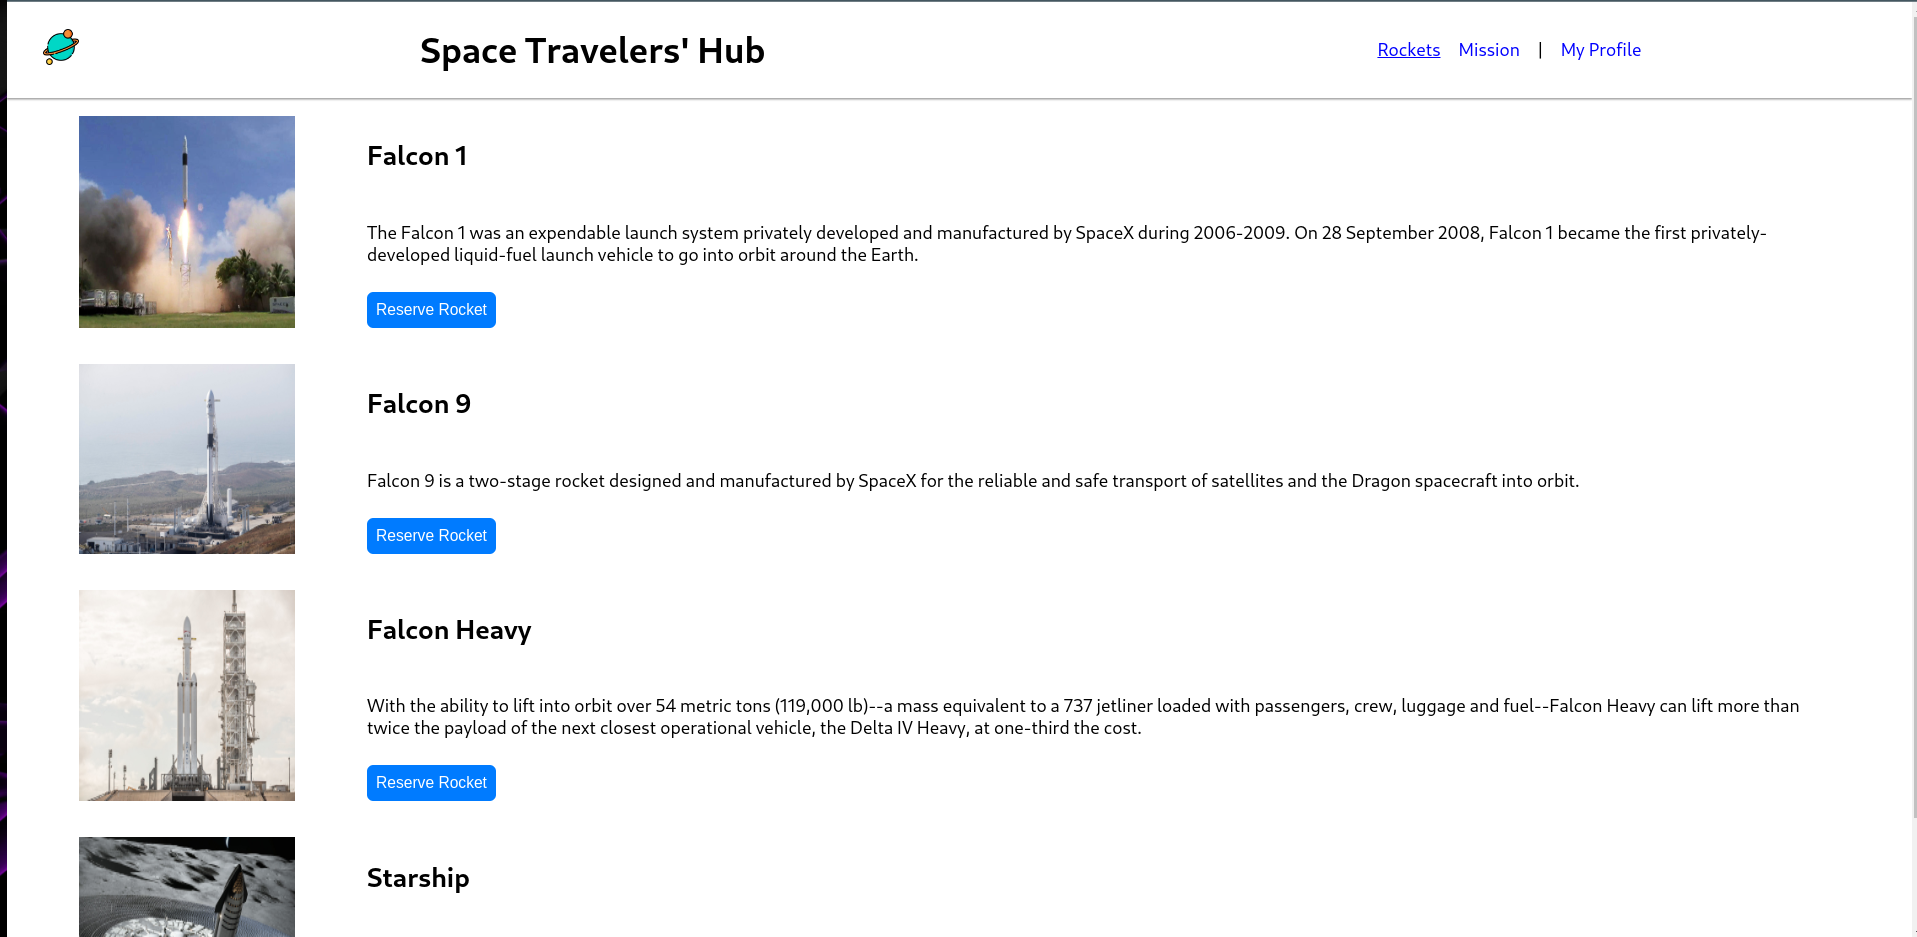 Space Travelers' Hub
Rockets Mission | My Profile
Falcon 1
The Falcon 1 was an expendable launch system privately developed and manufactured by SpaceX during 2006-2009. On 28 September 2008, Falcon 1 became the first privately-
developed liquid-fuel launch vehicle to go into orbit around the Earth.
Reserve Rocket
Falcon 9
Falcon 9 is a two-stage rocket designed and manufactured by SpaceX for the reliable and safe transport of satellites and the Dragon spacecraft into orbit.
Reserve Rocket
Falcon Heavy
With the ability to lift into orbit over 54 metric tons (119,000 lb)--a mass equivalent to a 737 jetliner loaded with passengers, crew, luggage and fuel--Falcon Heavy can lift more than
twice the payload of the next closest operational vehicle, the Delta IV Heavy, at one-third the cost.
Reserve Rocket
Starship